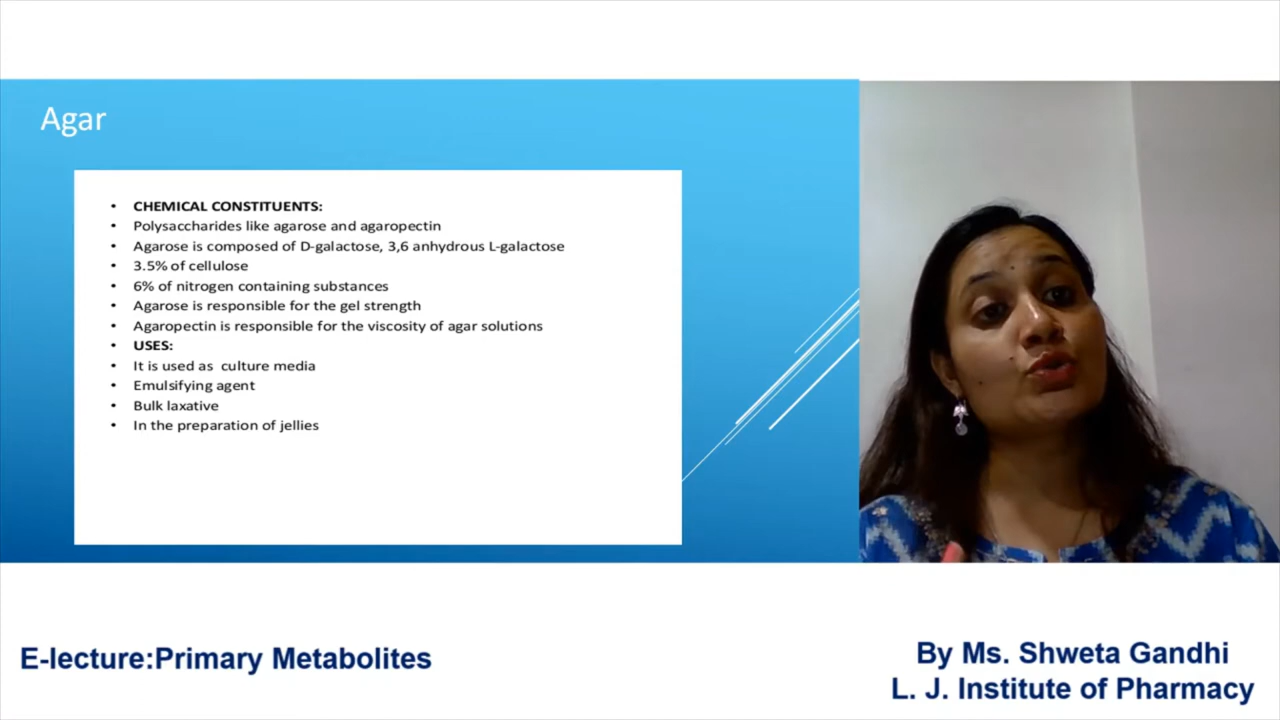 Agar
• CHEMICAL CONSTITUENTS:
• Polysaccharides like agarose and agaropectin
• Agarose is composed of D-galactose, 3,6 anhydrous L-galactose
• 3.5% of cellulose
• 6% of nitrogen containing substances
• Agarose is responsible for the gel strength
• Agaropectin is responsible for the viscosity of agar solutions
• USES:
• It is used as culture media
• Emulsifying agent
• Bulk laxative
• In the preparation of jellies
E-lecture:Primary Metabolites
By Ms. Shweta Gandhi
L. J. Institute of Pharmacy